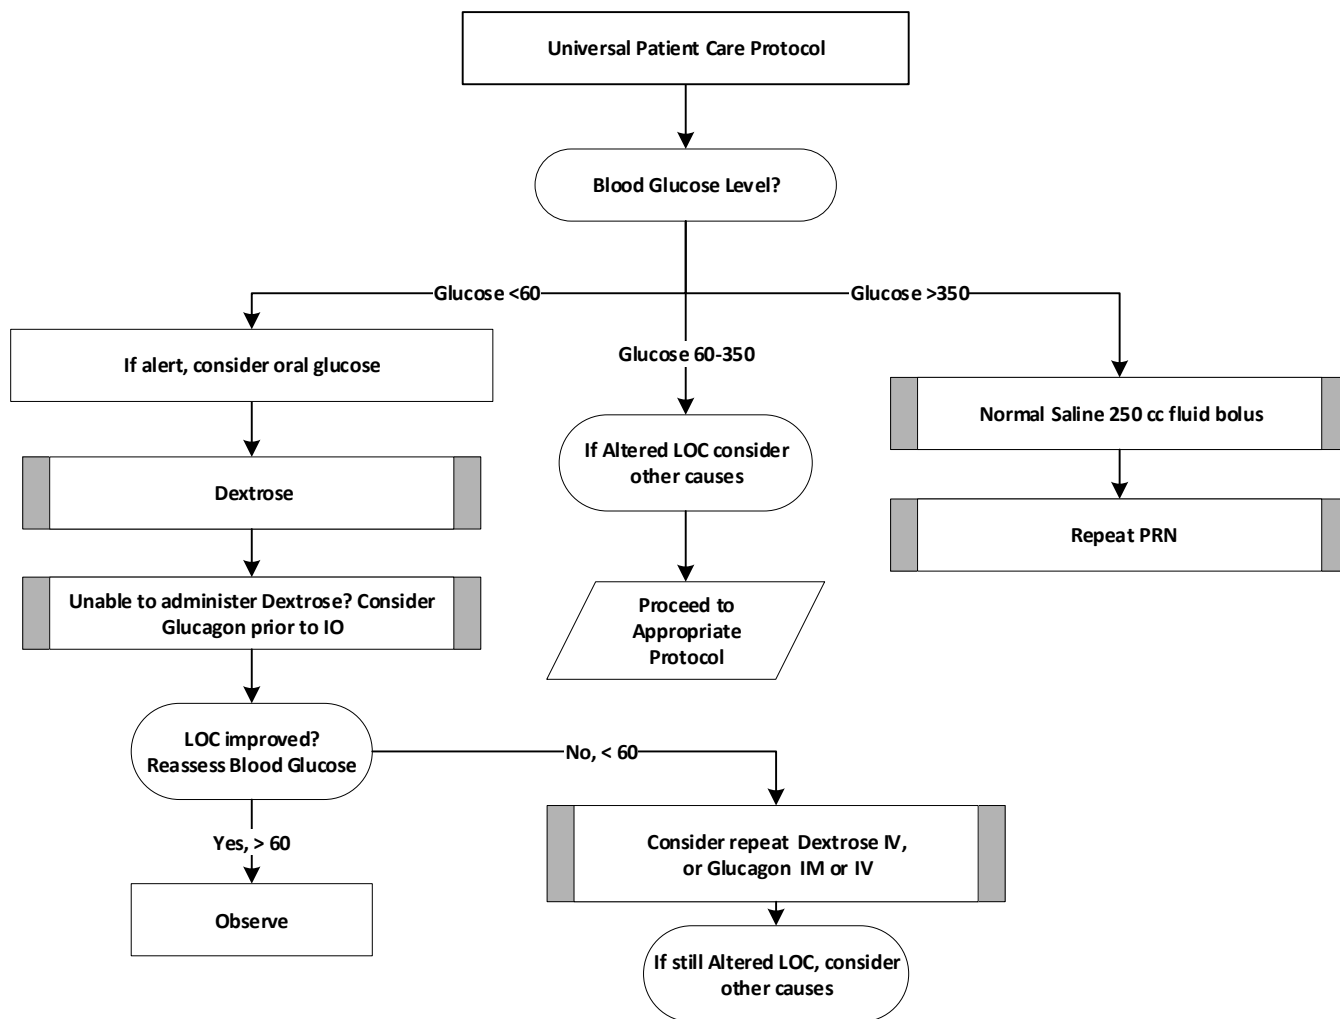 Universal Patient Care Protocol
Blood Glucose Level?
Glucose <60
Glucose >350
If alert, consider oral glucose
Glucose 60-350
Normal Saline 250 cc fluid bolus
If Altered LOC consider
other causes
Dextrose
Repeat PRN
Unable to administer Dextrose? Consider
Glucagon prior to IO
Proceed to
Appropriate
Protocol
LOC improved?
Reassess Blood Glucose
No, < 60
Yes, > 60
Consider repeat Dextrose IV,
or Glucagon IM or IV
Observe
If still Altered LOC, consider
other causes